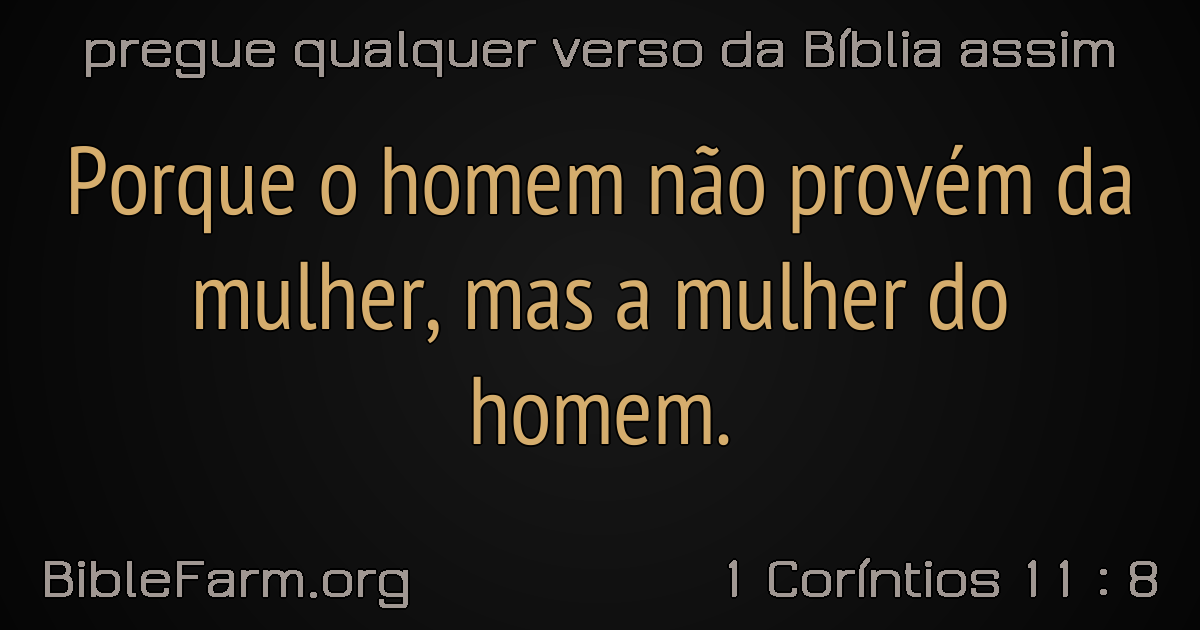 pregue qualquer verso da Bíblia assim
Porque o homem não provém da
mulher, mas a mulher do
homem.
BibleFarm.org
1 Coríntios 11 : 8